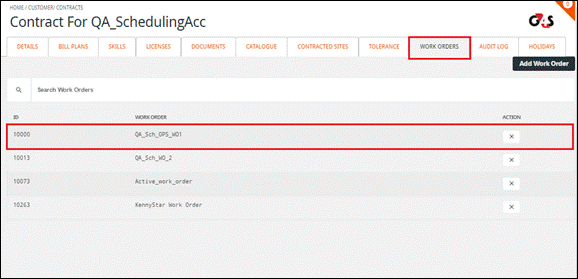 HOME / CUSTOMER/ CONTRACTS
Contract For QA_SchedulingAcc
G4S
DETAILS BILL PLANS SKILLS LICENSES DOCUMENTS CATALOGUE CONTRACTED SITES TOLERANCE WORK ORDERS AUDIT LOG HOLIDAYS
Add Work Order
Search Work Orders
ID WORK ORDER ACTION
10000 QA_Sch_OPS_WO1 ×
10013 QA_Sch_WO_2 ×
10073 Active_work_order ×
10263 KennyStar Work Order ×